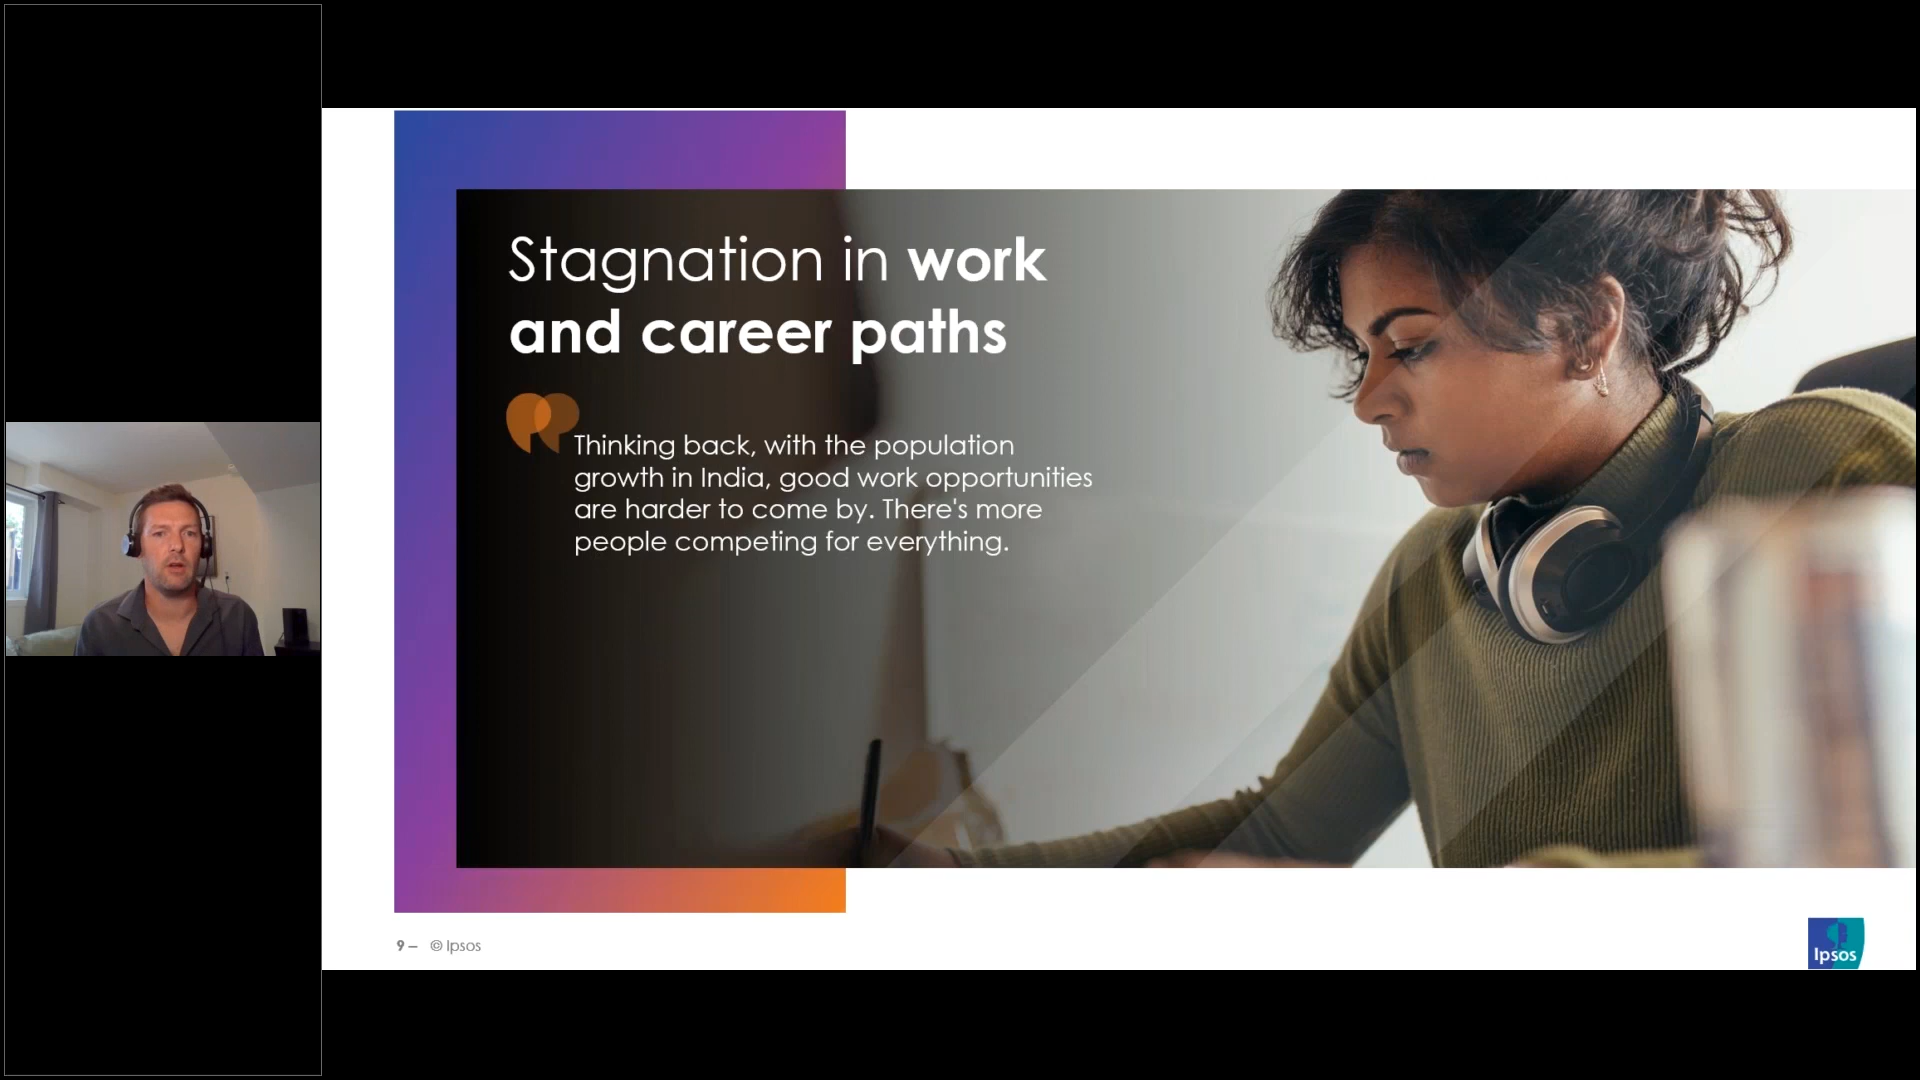 Stagnation in work
and career paths
Thinking back, with the population
growth in India, good work opportunities
are harder to come by. There's more
people competing for everything.
9 – © Ipsos
Ipsos